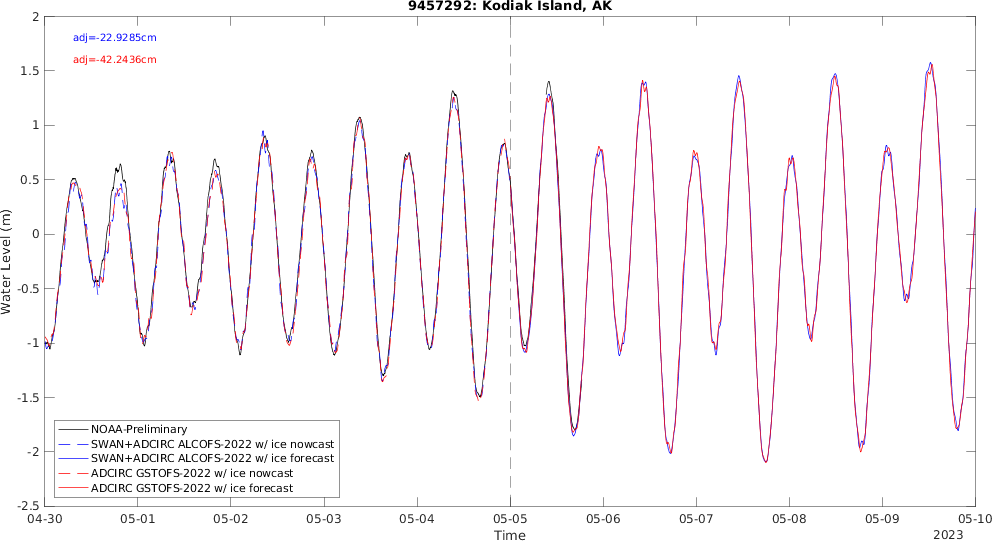 9457292: Kodiak Island, AK
adj=-22.9285cm
adj=-42.2436cm
2
1.5
1
0.5
0
-0.5
-1
-1.5
-2
-2.5
Water Level (m)
NOAA-Preliminary
SWAN+ADCIRC ALCOFS-2022 w/ ice nowcast
SWAN+ADCIRC ALCOFS-2022 w/ ice forecast
ADCIRC GSTOFS-2022 w/ ice nowcast
ADCIRC GSTOFS-2022 w/ ice forecast
04-30 05-01 05-02 05-03 05-04 05-05 05-06 05-07 05-08 05-09 05-10
Time
2023